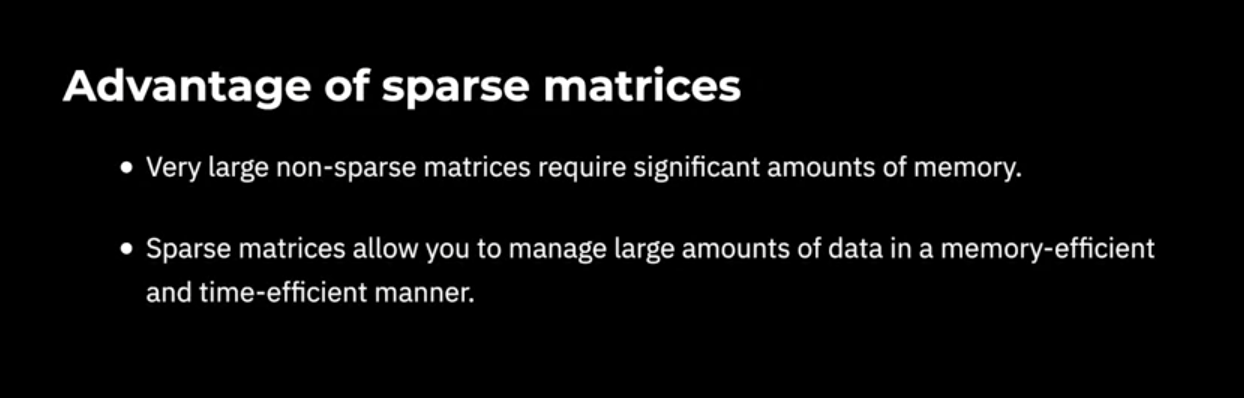 Advantage of sparse matrices
• Very large non-sparse matrices require significant amounts of memory.
• Sparse matrices allow you to manage large amounts of data in a memory-efficient
and time-efficient manner.